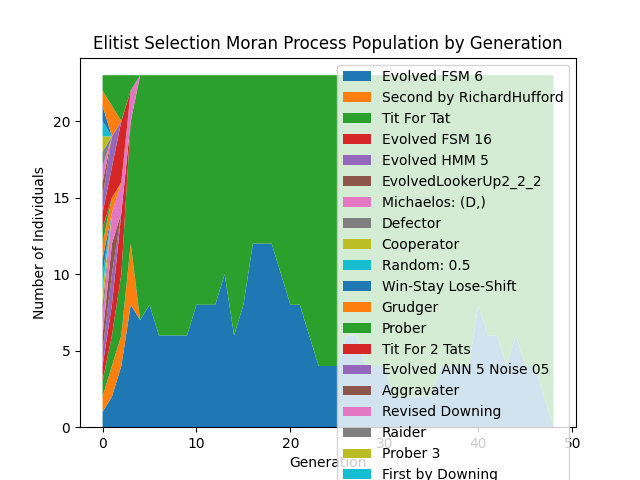 Elitist Selection Moran Process Population by Generation
Number of Individuals
20
15
10
5
0
0
10
20
30
40
50
Generation
Evolved FSM 6
Second by RichardHufford
Tit For Tat
Evolved FSM 16
Evolved HMM 5
EvolvedLookerUp2_2_2
Michaelos: (D,)
Defector
Cooperator
Random: 0.5
Win-Stay Lose-Shift
Grudger
Prober
Tit For 2 Tats
Evolved ANN 5 Noise 05
Aggravater
Revised Downing
Raider
Prober 3
First by Downing